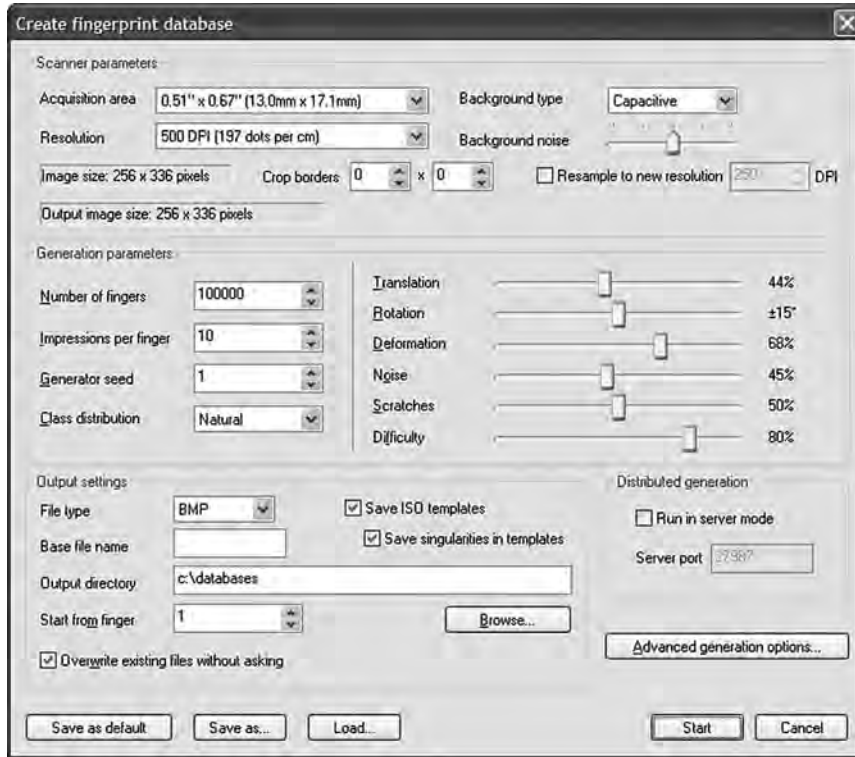 Create fingerprint database
Scanner parameters
Acquisition area 0.51'' x 0.67'' (13.0mm x 17.1mm) Background type Capacitive
Resolution 500 DPI (197 dots per cm) Background noise
Image size: 256 x 336 pixels Crop borders 0 x 0 Resample to new resolution 250 DPI
Output image size: 256 x 336 pixels
Generation parameters
Number of fingers 100000
Impressions per finger 10
Generator seed 1
Class distribution Natural
Translation 44%
Rotation ±15°
Deformation 68%
Noise 45%
Scratches 50%
Difficulty 80%
Output settings
File type BMP Save ISO templates
Base file name Save singularities in templates
Output directory c:\databases
Start from finger 1 Browse...
Overwrite existing files without asking
Distributed generation
Run in server mode
Server port 27987
Advanced generation options...
Save as default Save as... Load... Start Cancel